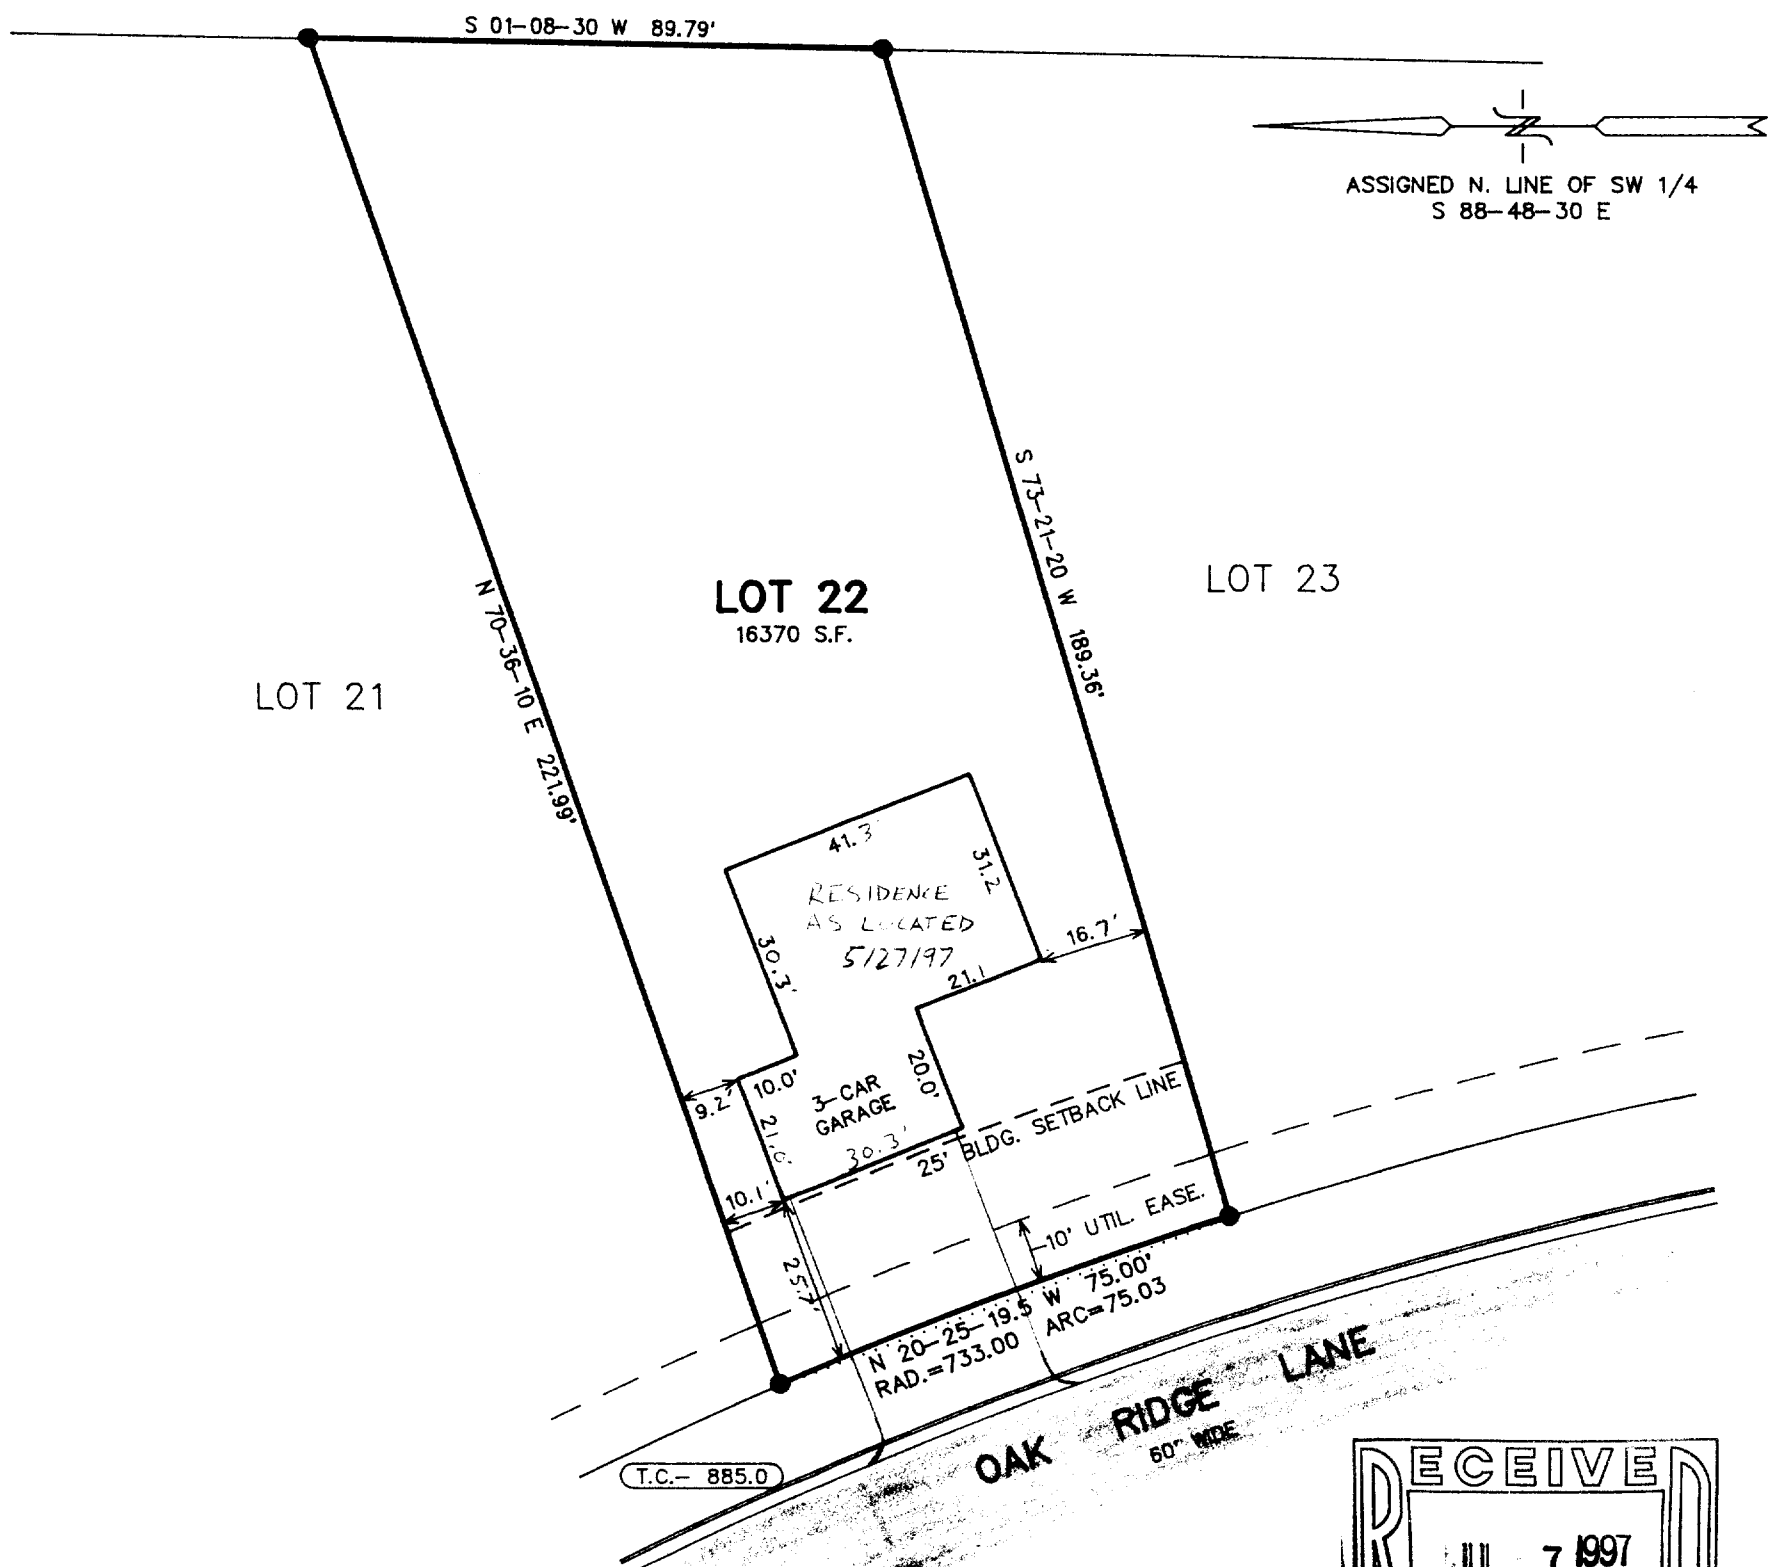 S 01-08-30 W 89.79'
ASSIGNED N. LINE OF SW 1/4
S 88-48-30 E
S 73-21-20 W 189.36'
LOT 22
16370 S.F.
LOT 23
N 70-36-10 E 221.99'
LOT 21
41.3
31.2
RESIDENCE
AS LOCATED
5/27/97
30.3'
16.7'
21.1
20.0'
10.0'
9.2'
3-CAR
GARAGE
21.0'
30.3'
25' BLDG. SETBACK LINE
10.1'
10' UTIL. EASE.
25.7'
N 20-25-19.5 W 75.00'
RAD.=733.00 ARC=75.03
OAK RIDGE LANE
60' WIDE
T.C.- 885.0
RECEIVED
7 1997